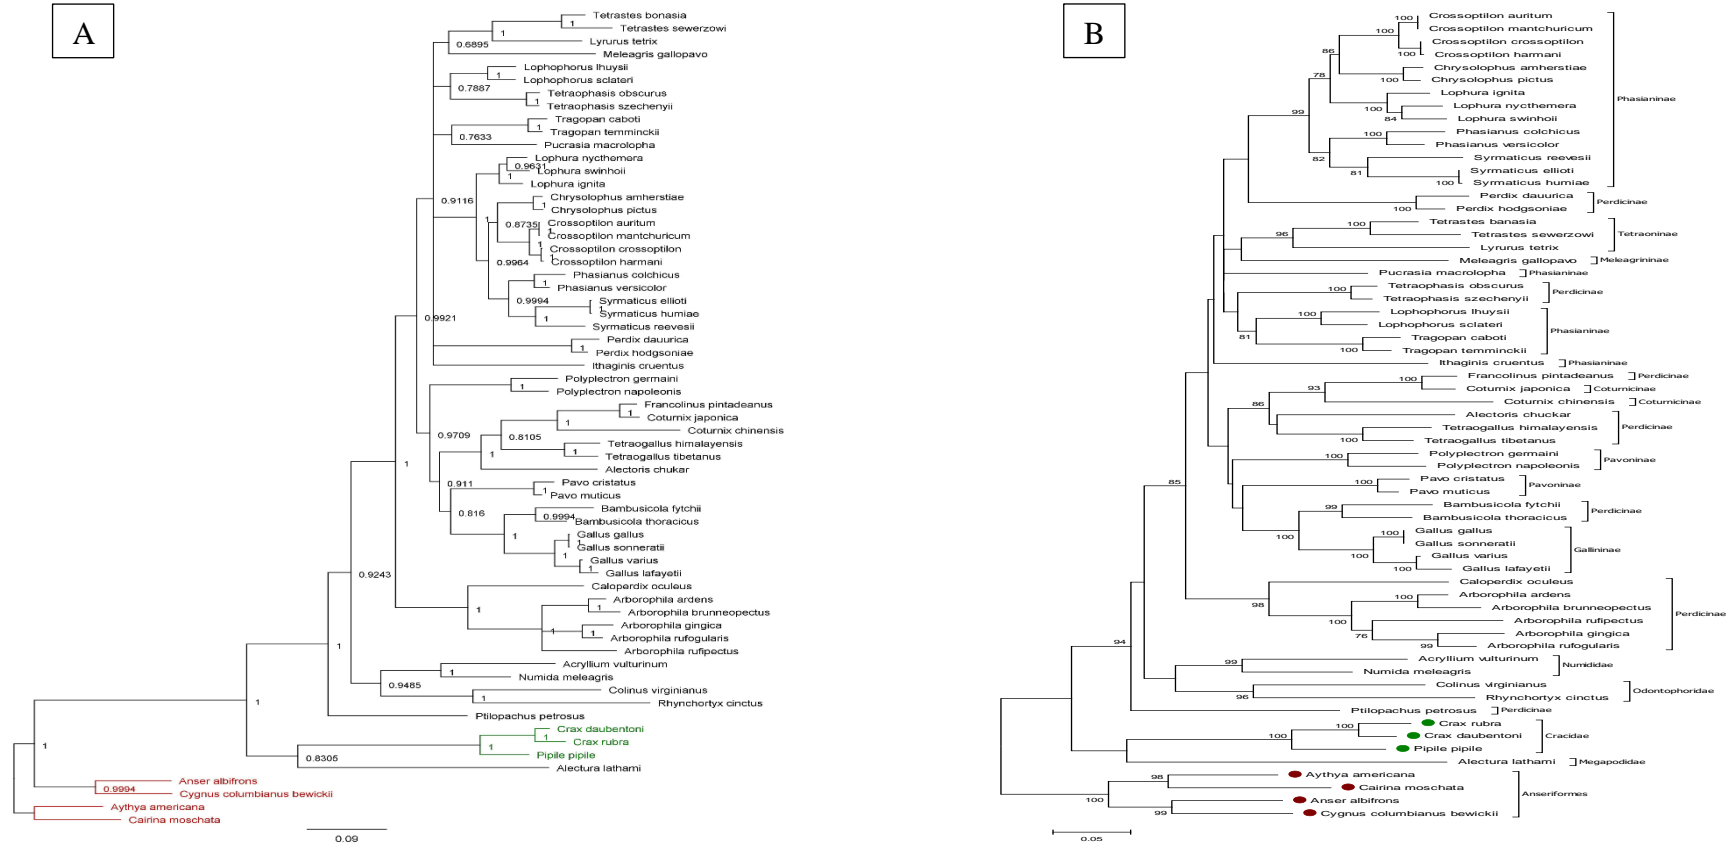 A
Tetrastes bonasia
1
Tetrastes sewerzowi
1
Lyrurus tetrix
0.6895
Meleagris gallopavo
Lophophorus lhuysii
1
Lophophorus sclateri
0.7887
Tetraophasis obscurus
1
Tetraophasis szechenyii
Tragopan caboti
1
Tragopan temminckii
0.7633
Pucrasia macrolopha
Lophura nycthemera
0.9631
Lophura swinhoii
1
Lophura ignita
0.9116
Chrysolophus amherstiae
1
Chrysolophus pictus
1
Crossoptilon auritum
0.8735
1
Crossoptilon mantchuricum
1
Crossoptilon crossoptilon
1
Crossoptilon harmani
0.9964
Phasianus colchicus
1
Phasianus versicolor
0.9994
Syrmaticus ellioti
1
Syrmaticus humiae
1
Syrmaticus reevesii
0.9921
Perdix dauurica
1
Perdix hodgsoniae
Ithaginis cruentus
Polyplectron germaini
1
Polyplectron napoleonis
Francolinus pintadeanus
1
Coturnix japonica
1
Coturnix chinensis
0.9709
0.8105
Tetraogallus himalayensis
1
Tetraogallus tibetanus
1
Alectoris chukar
1
Pavo cristatus
0.911
1
Pavo muticus
Bambusicola fytchii
0.816
0.9994
Bambusicola thoracicus
1
Gallus gallus
1
Gallus sonneratii
1
Gallus varius
1
Gallus lafayetii
0.9243
Caloperdix oculeus
Arborophila ardens
1
1
Arborophila brunneopectus
Arborophila gingica
1
1
Arborophila rufogularis
1
Arborophila rufipectus
Acryllium vulturinum
1
Numida meleagris
0.9485
Colinus virginianus
1
Rhynchortyx cinctus
1
Ptilopachus petrosus
Crax daubentoni
1
Crax rubra
1
Pipile pipile
0.8305
Alectura lathami
1
Anser albifrons
0.9994
Cygnus columbianus bewickii
Aythya americana
Cairina moschata
0.09
B
Crossoptilon auritum
100
Crossoptilon mantchuricum
100
Crossoptilon crossoptilon
100
Crossoptilon harmani
86
Chrysolophus amherstiae
100
Chrysolophus pictus
78
Lophura ignita
Phasianinae
100
Lophura nycthemera
84
Lophura swinhoii
99
Phasianus colchicus
100
Phasianus versicolor
82
Syrmaticus reevesii
81
Syrmaticus ellioti
100
Syrmaticus humiae
Perdix dauurica
100
Perdix hodgsoniae
Perdicinae
Tetrastes banasia
100
Tetrastes sewerzowi
96
Tetraoninae
Lyrurus tetrix
Meleagris gallopavo
Meleagrininae
Pucrasia macrolopha
Phasianinae
Tetraophasis obscurus
100
Tetraophasis szechenyii
Perdicinae
Lophophorus lhuysii
100
Lophophorus sclateri
81
Phasianinae
Tragopan caboti
100
Tragopan temminckii
Ithaginis cruentus
Phasianinae
Francolinus pintadeanus
Perdicinae
100
93
Coturnix japonica
Coturnicinae
86
Coturnix chinensis
Coturnicinae
Alectoris chuckar
Tetraogallus himalayensis
Perdicinae
100
Tetraogallus tibetanus
Polyplectron germaini
100
Polyplectron napoleonis
Pavoninae
85
Pavo cristatus
100
Pavo muticus
Pavoninae
Bambusicola fytchii
99
Bambusicola thoracicus
Perdicinae
100
Gallus gallus
100
Gallus sonneratii
100
Gallus varius
Gallininae
100
Gallus lafayetii
Caloperdix oculeus
98
Arborophila ardens
100
Arborophila brunneopectus
100
Perdicinae
Arborophila rufipectus
76
Arborophila gingica
99
Arborophila rufogularis
94
Acryllium vulturinum
99
Numida meleagris
Numididae
Colinus virginianus
96
Rhynchortyx cinctus
Odontophoridae
Ptilopachus petrosus
Perdicinae
Crax rubra
100
Crax daubentoni
100
Cracidae
Pipile pipile
Alectura lathami
Megapodidae
Aythya americana
98
Cairina moschata
100
Anseriformes
Anser albifrons
99
Cygnus columbianus bewickii
0.05